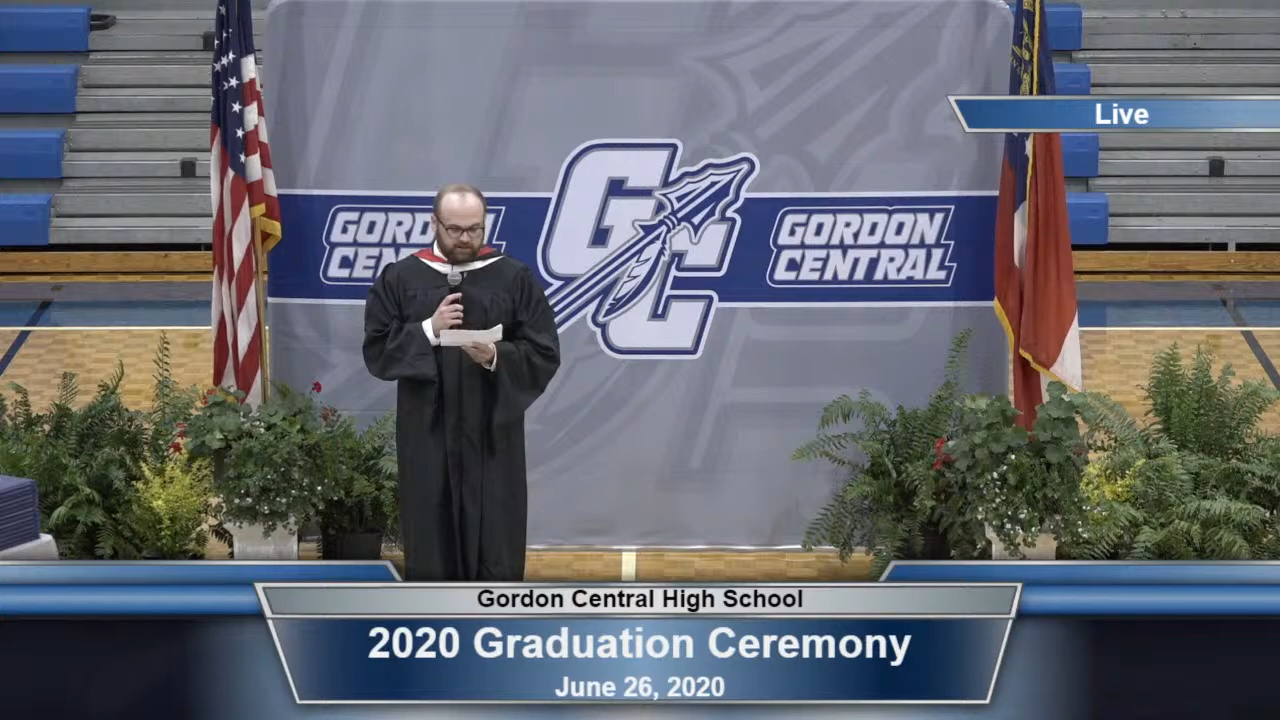 Live
GORDON
CENTRAL
GC
GORDON
CENTRAL
Gordon Central High School
2020 Graduation Ceremony
June 26, 2020